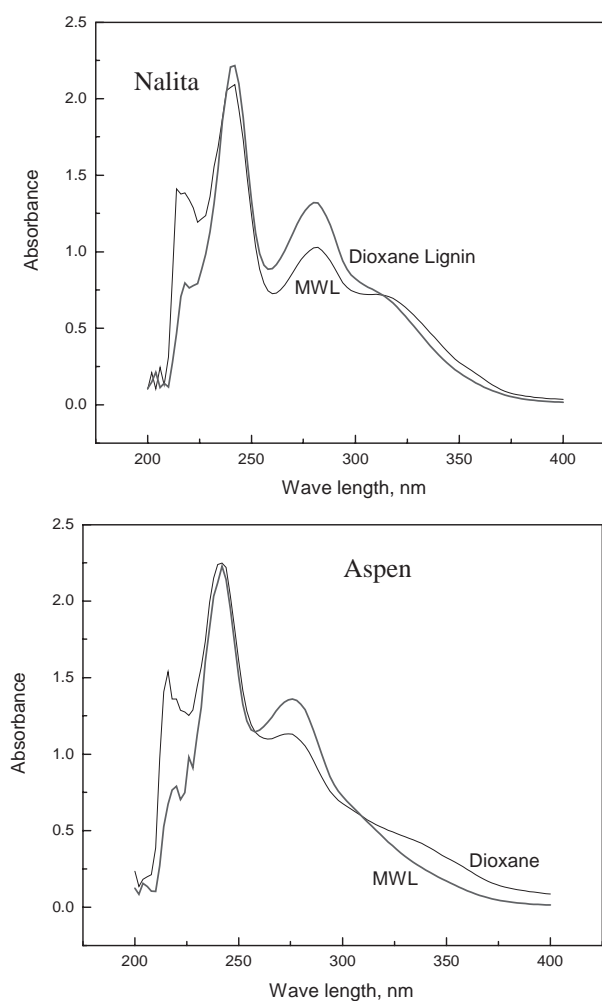 2.5
Nalita
2.0
1.5
Absorbance
1.0
Dioxane Lignin
MWL
0.5
0.0
200 250 300 350 400
Wave length, nm
2.5
Aspen
2.0
1.5
Absorbance
1.0
0.5
Dioxane
MWL
0.0
200 250 300 350 400
Wave length, nm